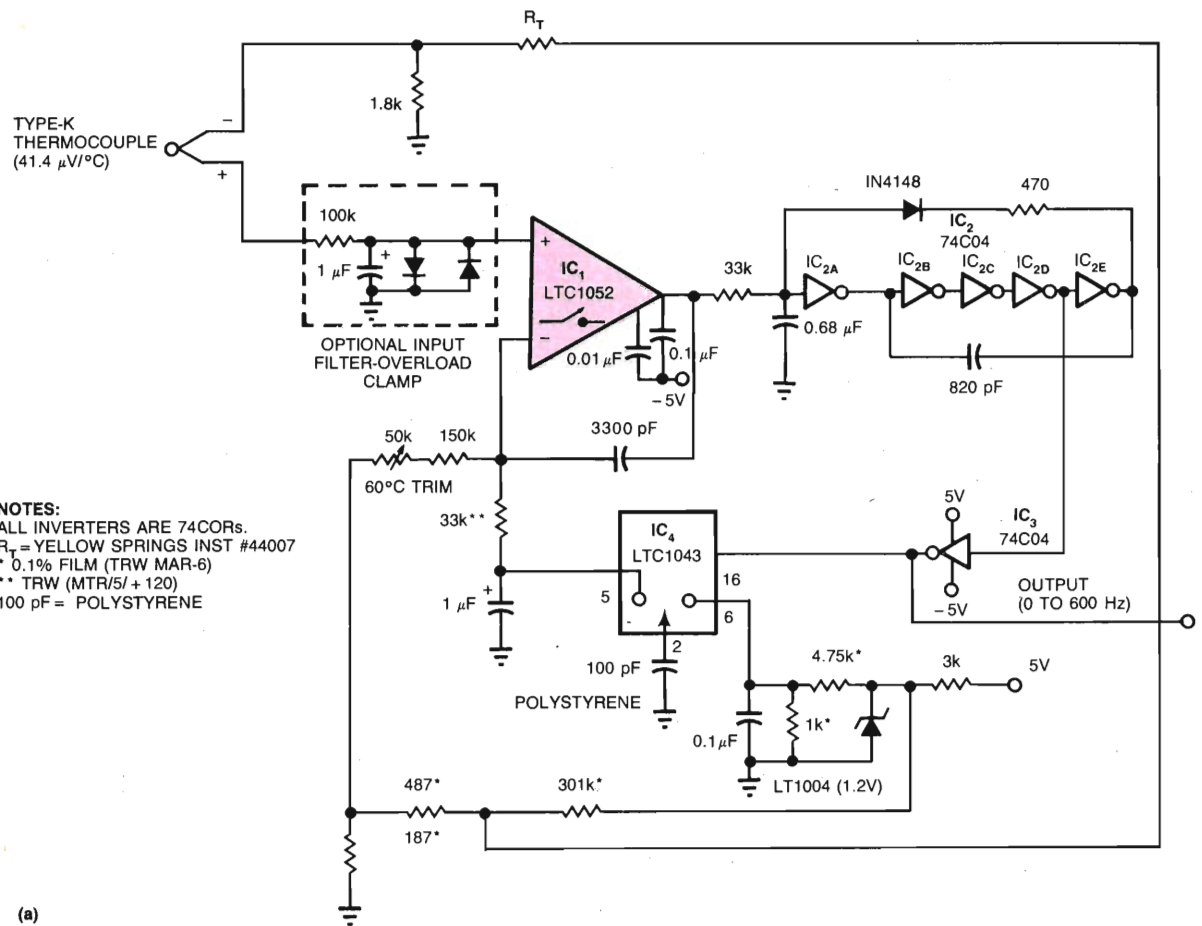 R_T
1.8k
TYPE-K
THERMOCOUPLE
(41.4 μV/°C)
−
+
100k
1 μF
+
OPTIONAL INPUT
FILTER-OVERLOAD
CLAMP
+
IC1
LTC1052
−
0.01 μF
0.1 μF
−5V
33k
0.68 μF
IN4148
470
IC2
74C04
IC2A
IC2B
IC2C
IC2D
IC2E
820 pF
3300 pF
50k
150k
60°C TRIM
33k**
NOTES:
ALL INVERTERS ARE 74CORs.
R_T = YELLOW SPRINGS INST #44007
* 0.1% FILM (TRW MAR-6)
** TRW (MTR/5/ + 120)
100 pF = POLYSTYRENE
1 μF
+
IC4
LTC1043
5
16
6
2
100 pF
POLYSTYRENE
5V
IC3
74C04
−5V
OUTPUT
(0 TO 600 Hz)
4.75k*
3k
5V
0.1 μF
1k*
LT1004 (1.2V)
487*
301k*
187*
(a)